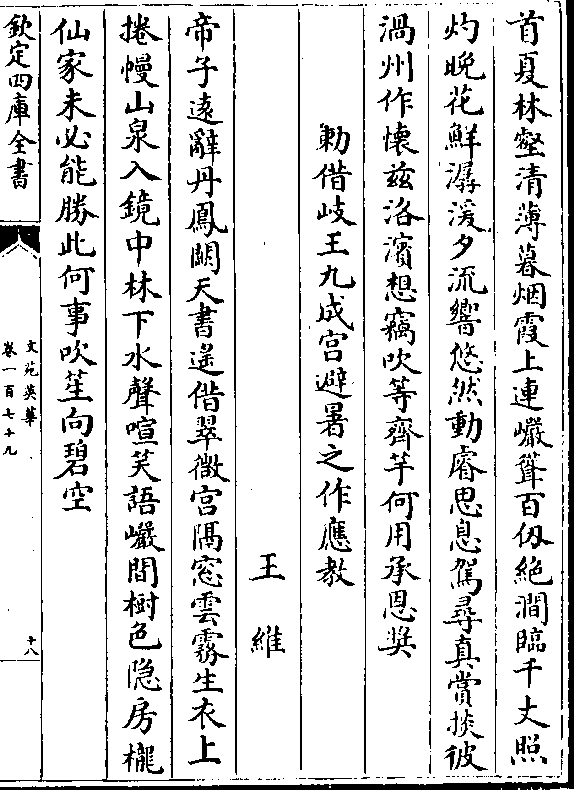 首夏林壑清薄暮烟霞上連巘聳百仭絶澗臨千丈照
灼晚花鮮潺湲夕流響悠然動睿思息駕尋真賞掞彼
渦州作懷兹洛濱想竊吹等齊竽何用承恩奬
勅借岐王九成宫避暑之作應教
王維
帝子遠辭丹鳳闕天書遥借翠微宫隔窓雲霧生衣上
捲幔山泉入鏡中林下水聲喧笑語巗間樹色隐房櫳
仙家未必能勝此何事吹笙向碧空
欽定四庫全書
文苑英華
卷一百七十九
十八